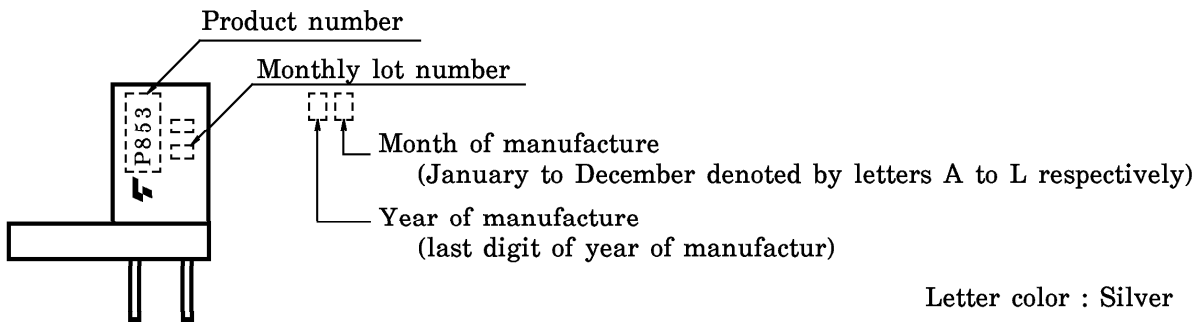 Product number
Monthly lot number
P853
Month of manufacture
(January to December denoted by letters A to L respectively)
Year of manufacture
(last digit of year of manufactur)
Letter color : Silver